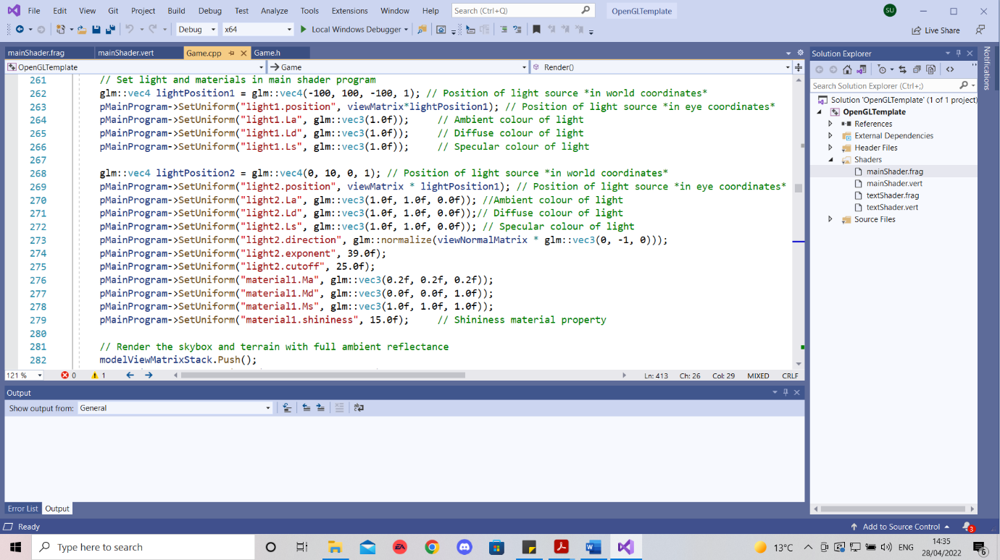 File Edit View Git Project Build Debug Test Analyze Tools Extensions Window Help Search (Ctrl+Q) OpenGLTemplate SU
Debug x64 Local Windows Debugger Live Share
mainShader.frag mainShader.vert Game.cpp Game.h
OpenGLTemplate Game Render()
261 // Set light and materials in main shader program
262 glm::vec4 lightPosition1 = glm::vec4(-100, 100, -100, 1); // Position of light source *in world coordinates*
263 pMainProgram->SetUniform("light1.position", viewMatrix*lightPosition1); // Position of light source *in eye coordinates*
264 pMainProgram->SetUniform("light1.La", glm::vec3(1.0f)); // Ambient colour of light
265 pMainProgram->SetUniform("light1.Ld", glm::vec3(1.0f)); // Diffuse colour of light
266 pMainProgram->SetUniform("light1.Ls", glm::vec3(1.0f)); // Specular colour of light
267
268 glm::vec4 lightPosition2 = glm::vec4(0, 10, 0, 1); // Position of light source *in world coordinates*
269 pMainProgram->SetUniform("light2.position", viewMatrix * lightPosition1); // Position of light source *in eye coordinates*
270 pMainProgram->SetUniform("light2.La", glm::vec3(1.0f, 1.0f, 0.0f)); //Ambient colour of light
271 pMainProgram->SetUniform("light2.Ld", glm::vec3(1.0f, 1.0f, 0.0f));// Diffuse colour of light
272 pMainProgram->SetUniform("light2.Ls", glm::vec3(1.0f, 1.0f, 0.0f)); // Specular colour of light
273 pMainProgram->SetUniform("light2.direction", glm::normalize(viewNormalMatrix * glm::vec3(0, -1, 0)));
274 pMainProgram->SetUniform("light2.exponent", 39.0f);
275 pMainProgram->SetUniform("light2.cutoff", 25.0f);
276 pMainProgram->SetUniform("material1.Ma", glm::vec3(0.2f, 0.2f, 0.2f));
277 pMainProgram->SetUniform("material1.Md", glm::vec3(0.0f, 0.0f, 1.0f));
278 pMainProgram->SetUniform("material1.Ms", glm::vec3(1.0f, 1.0f, 1.0f));
279 pMainProgram->SetUniform("material1.shininess", 15.0f); // Shininess material property
280
281 // Render the skybox and terrain with full ambient reflectance
282 modelViewMatrixStack.Push();
121 % 0 1 Ln: 413 Ch: 26 Col: 29 MIXED CRLF
Output
Show output from: General
Error List Output
Solution Explorer
Search Solution Explorer (Ctrl+;)
Solution 'OpenGLTemplate' (1 of 1 project)
OpenGLTemplate
References
External Dependencies
Header Files
Shaders
mainShader.frag
mainShader.vert
textShader.frag
textShader.vert
Source Files
Notifications
Ready Add to Source Control 3
Type here to search EA W 13°C ENG 14:35
28/04/2022 6